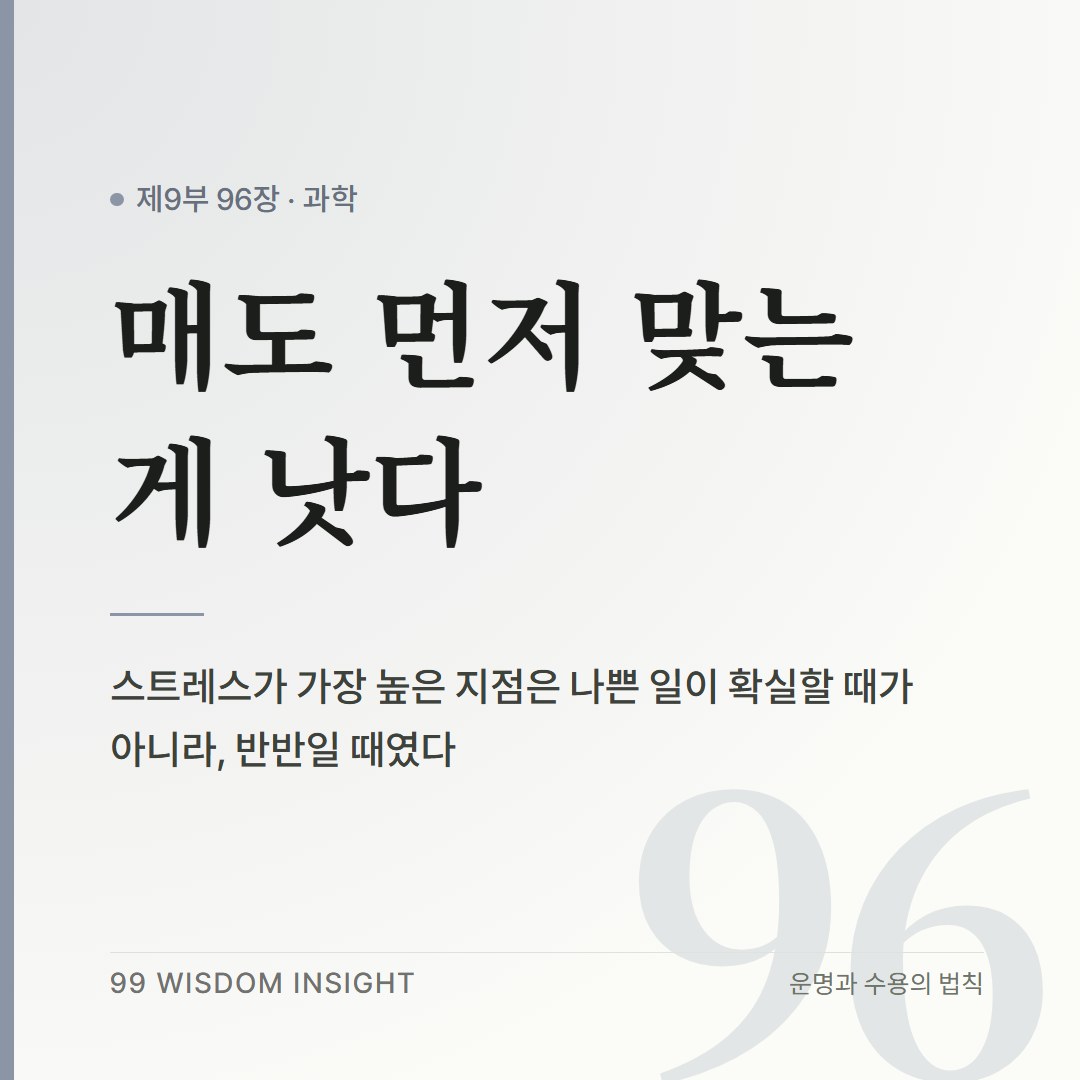 제9부 96장 · 과학
매도 먼저 맞는
게 낫다
스트레스가 가장 높은 지점은 나쁜 일이 확실할 때가
아니라, 반반일 때였다
96
99 WISDOM INSIGHT
운명과 수용의 법칙